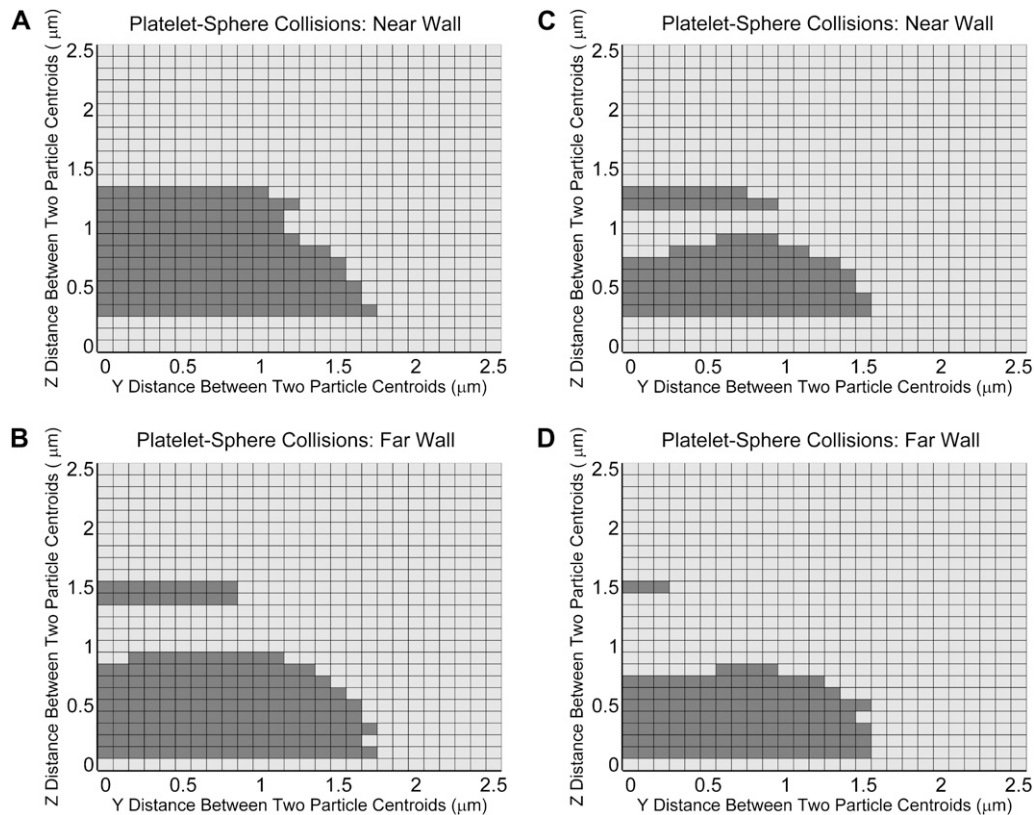 A
Platelet-Sphere Collisions: Near Wall
Z Distance Between Two Particle Centroids ( μm)
2.5
2
1.5
1
0.5
0
0 0.5 1 1.5 2 2.5
Y Distance Between Two Particle Centroids (μm)
C
Platelet-Sphere Collisions: Near Wall
Z Distance Between Two Particle Centroids ( μm)
2.5
2
1.5
1
0.5
0
0 0.5 1 1.5 2 2.5
Y Distance Between Two Particle Centroids (μm)
B
Platelet-Sphere Collisions: Far Wall
Z Distance Between Two Particle Centroids ( μm)
2.5
2
1.5
1
0.5
0
0 0.5 1 1.5 2 2.5
Y Distance Between Two Particle Centroids (μm)
D
Platelet-Sphere Collisions: Far Wall
Z Distance Between Two Particle Centroids ( μm)
2.5
2
1.5
1
0.5
0
0 0.5 1 1.5 2 2.5
Y Distance Between Two Particle Centroids (μm)